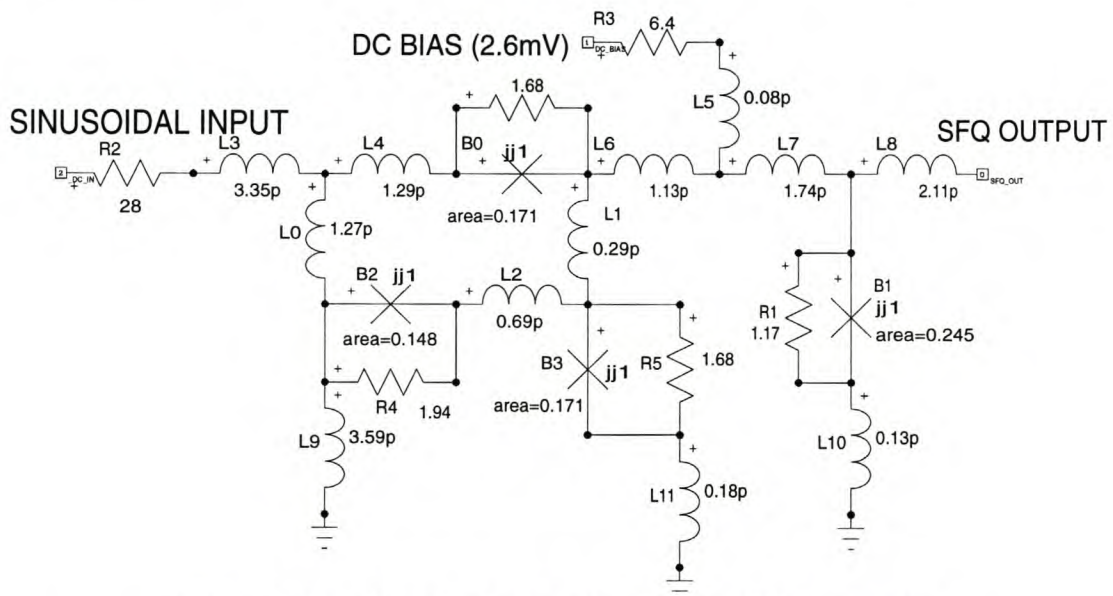 R3
6.4
DC BIAS (2.6mV)
1
DC_BIAS
+
+
1.68
L5
0.08p
SINUSOIDAL INPUT
SFQ OUTPUT
R2
L3
L4
B0
jj1
L6
L7
L8
2
DC_IN
0
SFQ_OUT
28
3.35p
1.29p
area=0.171
1.13p
1.74p
2.11p
L0
1.27p
L1
0.29p
B2
jj1
L2
area=0.148
0.69p
R4
1.94
B3
jj1
area=0.171
R5
1.68
R1
1.17
B1
jj1
area=0.245
L9
3.59p
L11
0.18p
L10
0.13p